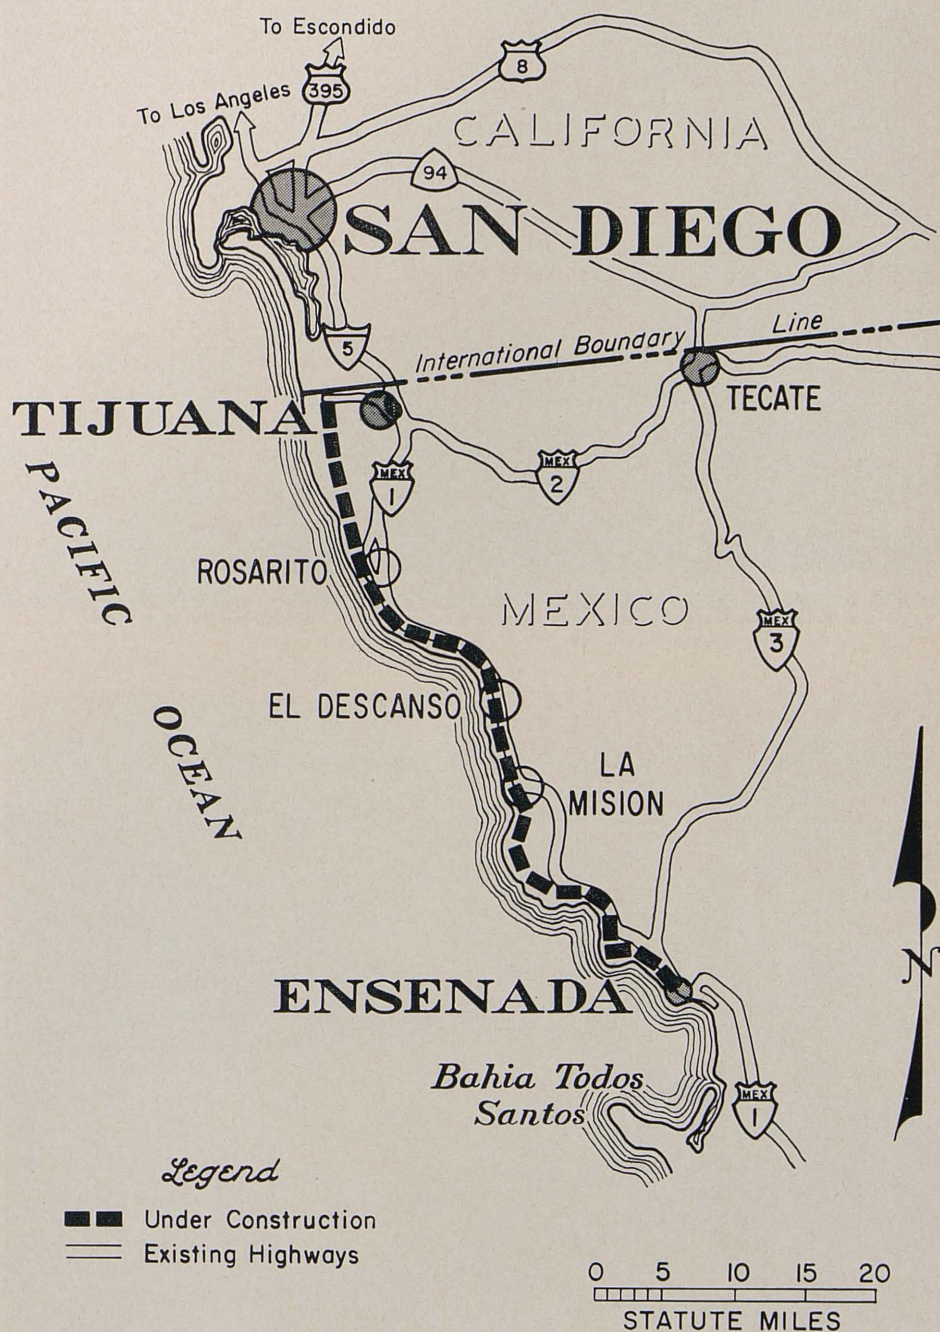 To Escondido
8
395
To Los Angeles
CALIFORNIA
94
SAN DIEGO
5
International Boundary Line
TECATE
TIJUANA
MEX
1
MEX
2
PACIFIC
OCEAN
ROSARITO
MEXICO
MEX
3
EL DESCANSO
LA
MISION
N
ENSENADA
Bahia Todos
Santos
MEX
1
Legend
Under Construction
Existing Highways
0 5 10 15 20
STATUTE MILES